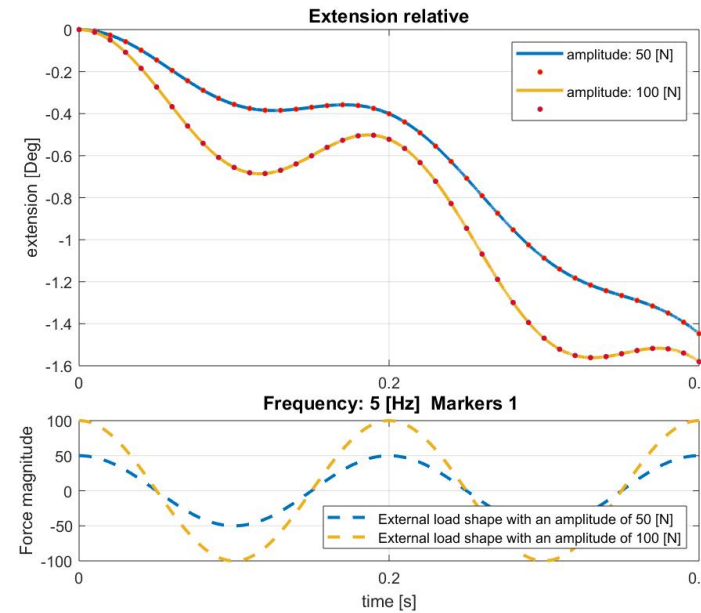 Extension relative
0
-0.2
-0.4
-0.6
-0.8
-1
-1.2
-1.4
-1.6
extension [Deg]
amplitude: 50 [N]
amplitude: 100 [N]
0
0.2
0.
Frequency: 5 [Hz] Markers 1
100
50
0
-50
-100
Force magnitude
External load shape with an amplitude of 50 [N]
External load shape with an amplitude of 100 [N]
0
0.2
0.
time [s]